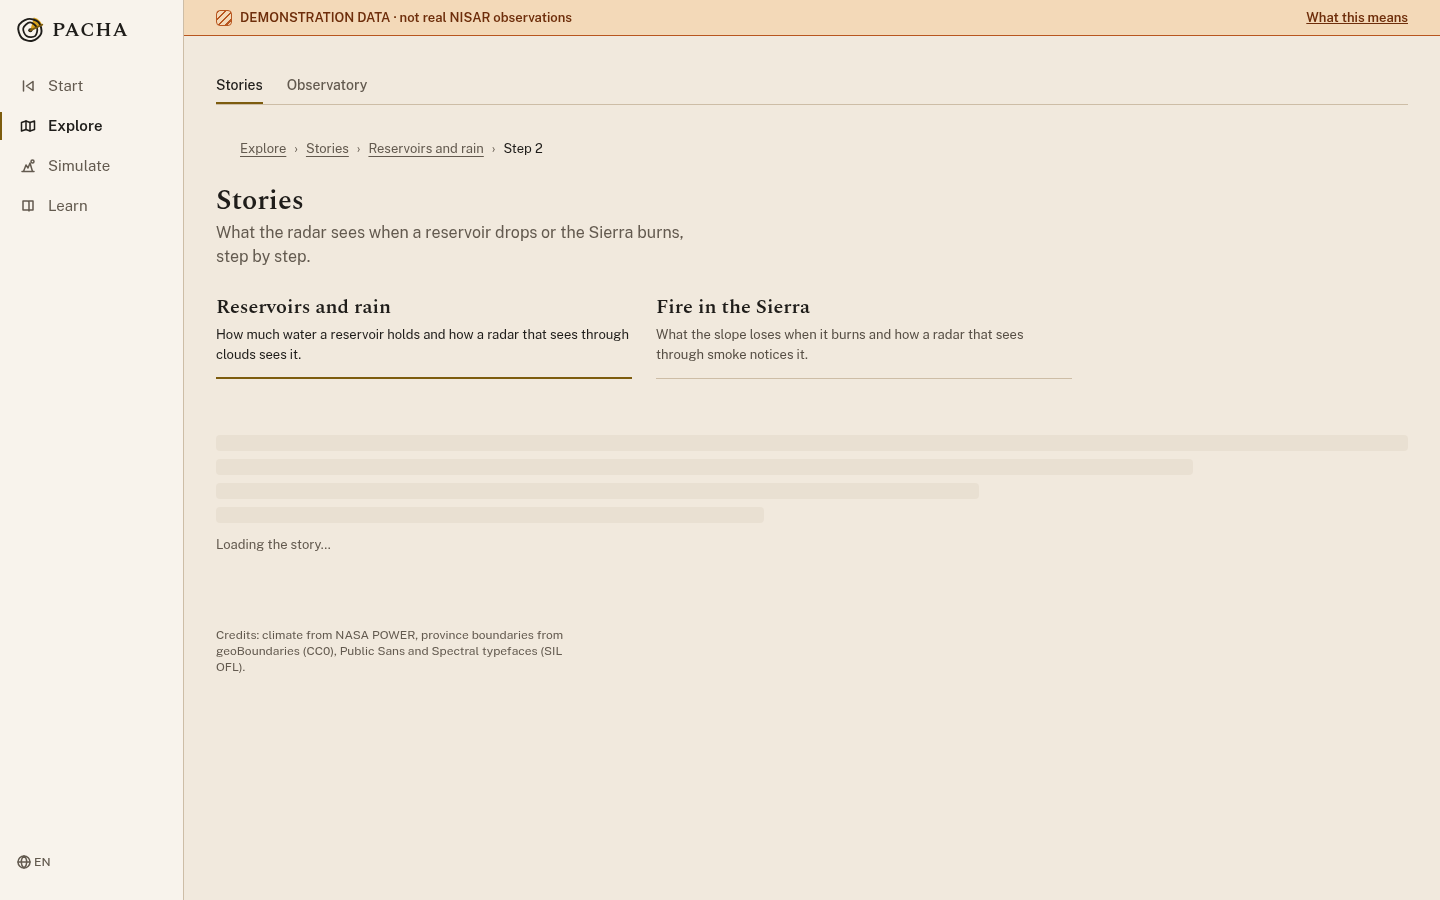 PACHA
DEMONSTRATION DATA · not real NISAR observations
What this means
Start
Explore
Simulate
Learn
Stories
Observatory
Explore › Stories › Reservoirs and rain › Step 2
Stories
What the radar sees when a reservoir drops or the Sierra burns,
step by step.
Reservoirs and rain
How much water a reservoir holds and how a radar that sees through
clouds sees it.
Fire in the Sierra
What the slope loses when it burns and how a radar that sees
through smoke notices it.
Loading the story...
Credits: climate from NASA POWER, province boundaries from
geoBoundaries (CC0), Public Sans and Spectral typefaces (SIL
OFL).
EN